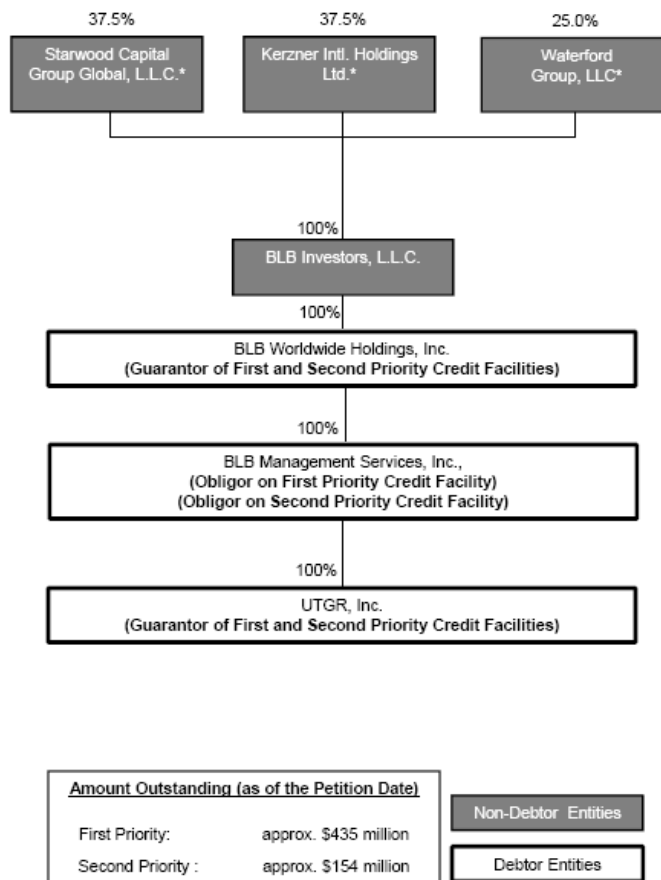 37.5%
37.5%
25.0%
Starwood Capital
Group Global, L.L.C.*
Kerzner Intl. Holdings
Ltd.*
Waterford
Group, LLC*
100%
BLB Investors, L.L.C.
100%
BLB Worldwide Holdings, Inc.
(Guarantor of First and Second Priority Credit Facilities)
100%
BLB Management Services, Inc.,
(Obligor on First Priority Credit Facility)
(Obligor on Second Priority Credit Facility)
100%
UTGR, Inc.
(Guarantor of First and Second Priority Credit Facilities)
Amount Outstanding (as of the Petition Date)
First Priority: approx. $435 million
Second Priority : approx. $154 million
Non-Debtor Entities
Debtor Entities